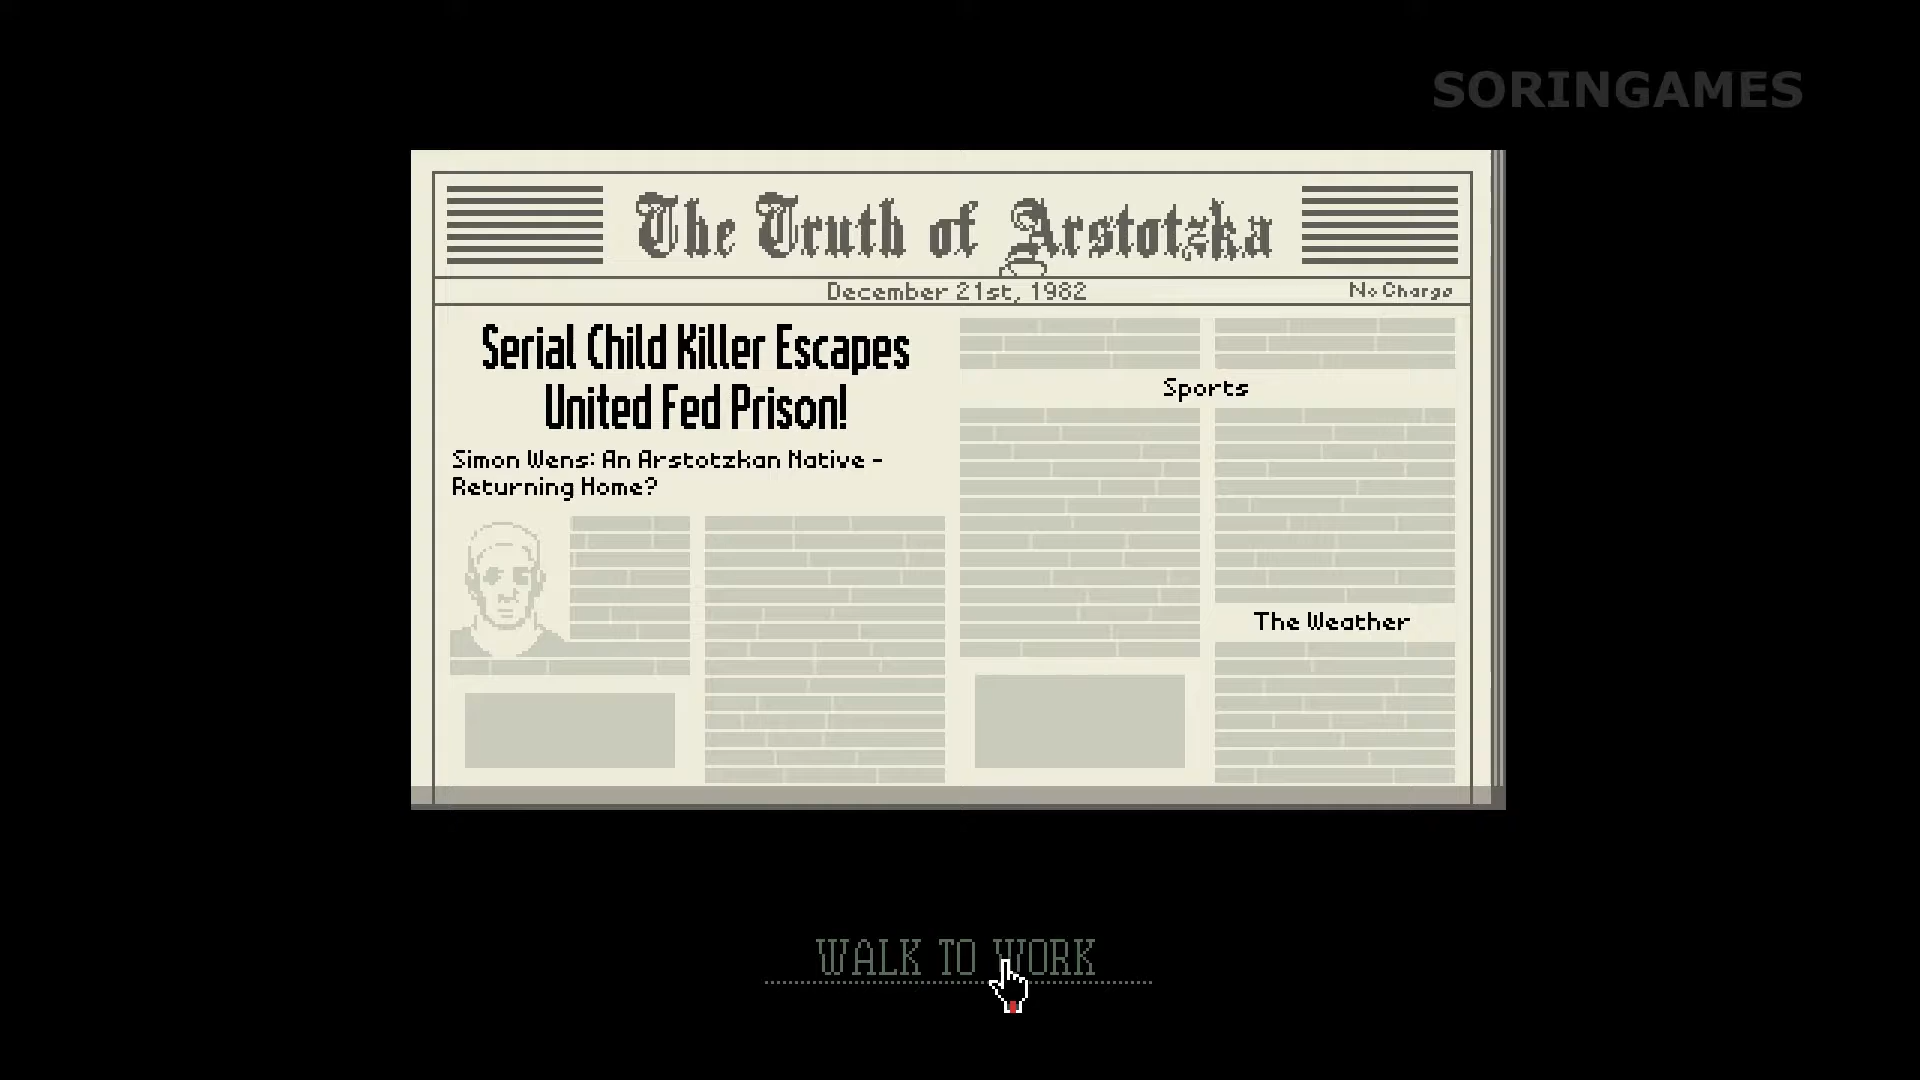 SORINGAMES
The Truth of Arstotzka
December 21st, 1982
No Charge
Serial Child Killer Escapes
United Fed Prison!
Simon Wens: An Arstotzkan Native -
Returning Home?
Sports
The Weather
WALK TO WORK